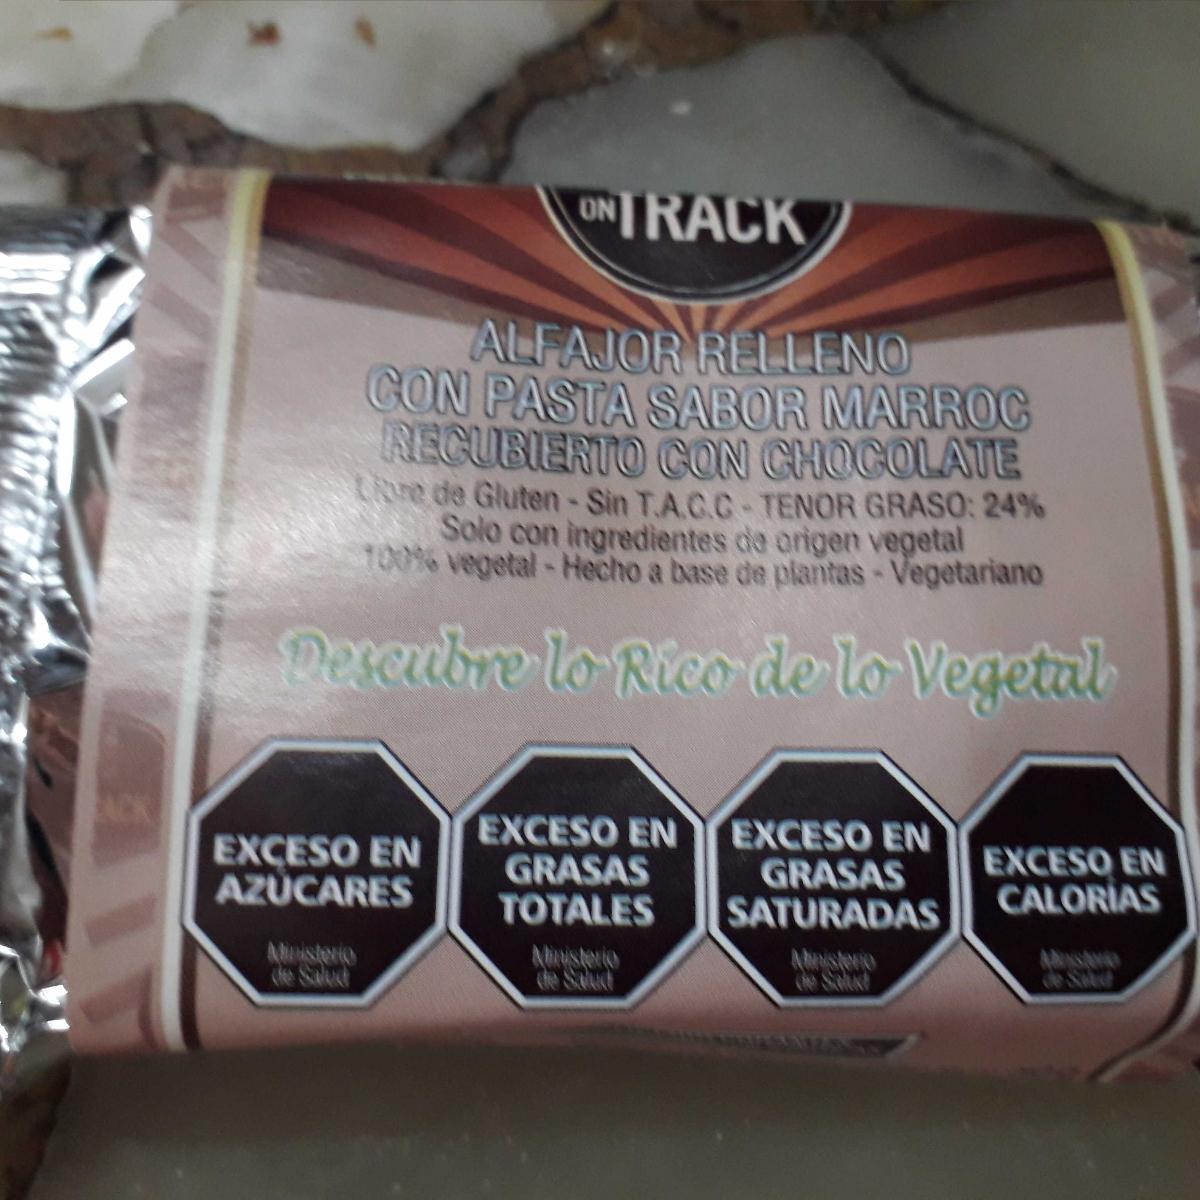 ON TRACK
ALFAJOR RELLENO
CON PASTA SABOR MARROC
RECUBIERTO CON CHOCOLATE
Libre de Gluten - Sin T.A.C.C - TENOR GRASO: 24%
Solo con ingredientes de origen vegetal
100% vegetal - Hecho a base de plantas - Vegetariano
Descubre lo Rico de lo Vegetal
EXCESO EN
AZÚCARES
Ministerio
de Salud
EXCESO EN
GRASAS
TOTALES
Ministerio
de Salud
EXCESO EN
GRASAS
SATURADAS
Ministerio
de Salud
EXCESO EN
CALORÍAS
Ministerio
de Salud